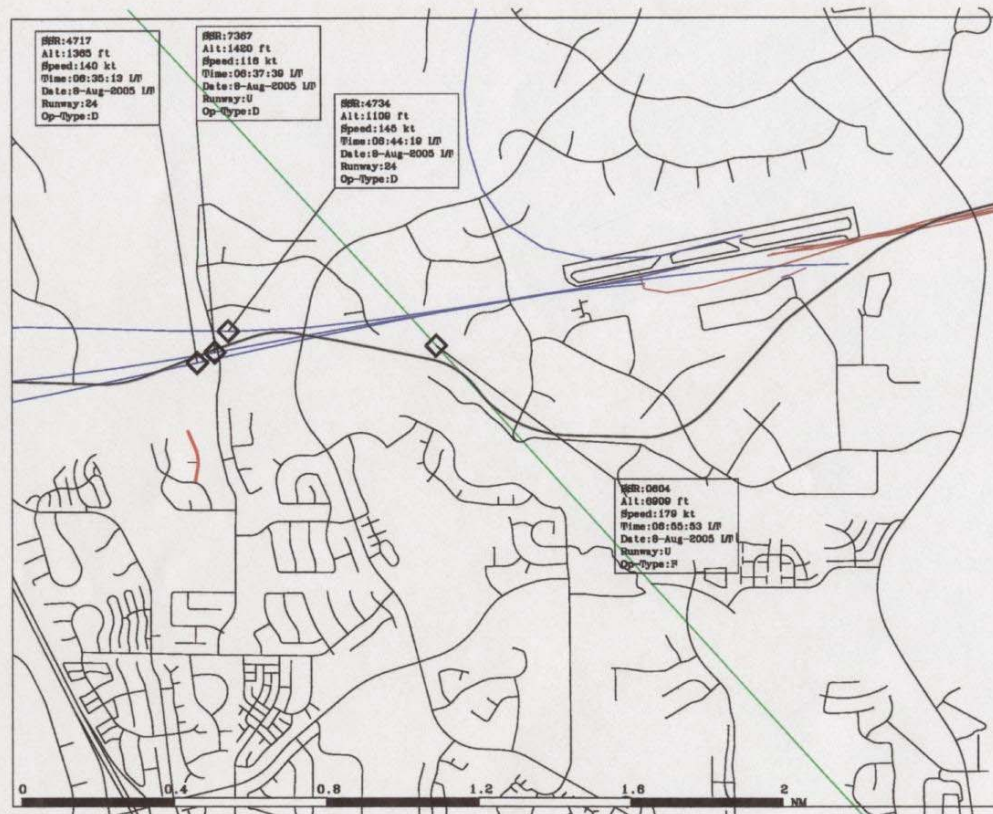 SSR:4717
Alt:1365 ft
Speed:140 kt
Time:06:35:13 L/T
Date:8-Aug-2005 L/T
Runway:24
Op-Type:D
SSR:7367
Alt:1420 ft
Speed:116 kt
Time:06:37:39 L/T
Date:8-Aug-2005 L/T
Runway:U
Op-Type:D
SSR:4734
Alt:1109 ft
Speed:145 kt
Time:06:44:19 L/T
Date:8-Aug-2005 L/T
Runway:24
Op-Type:D
SSR:0604
Alt:6909 ft
Speed:179 kt
Time:06:55:53 L/T
Date:8-Aug-2005 L/T
Runway:U
Op-Type:F
0 0.4 0.8 1.2 1.6 2 NM